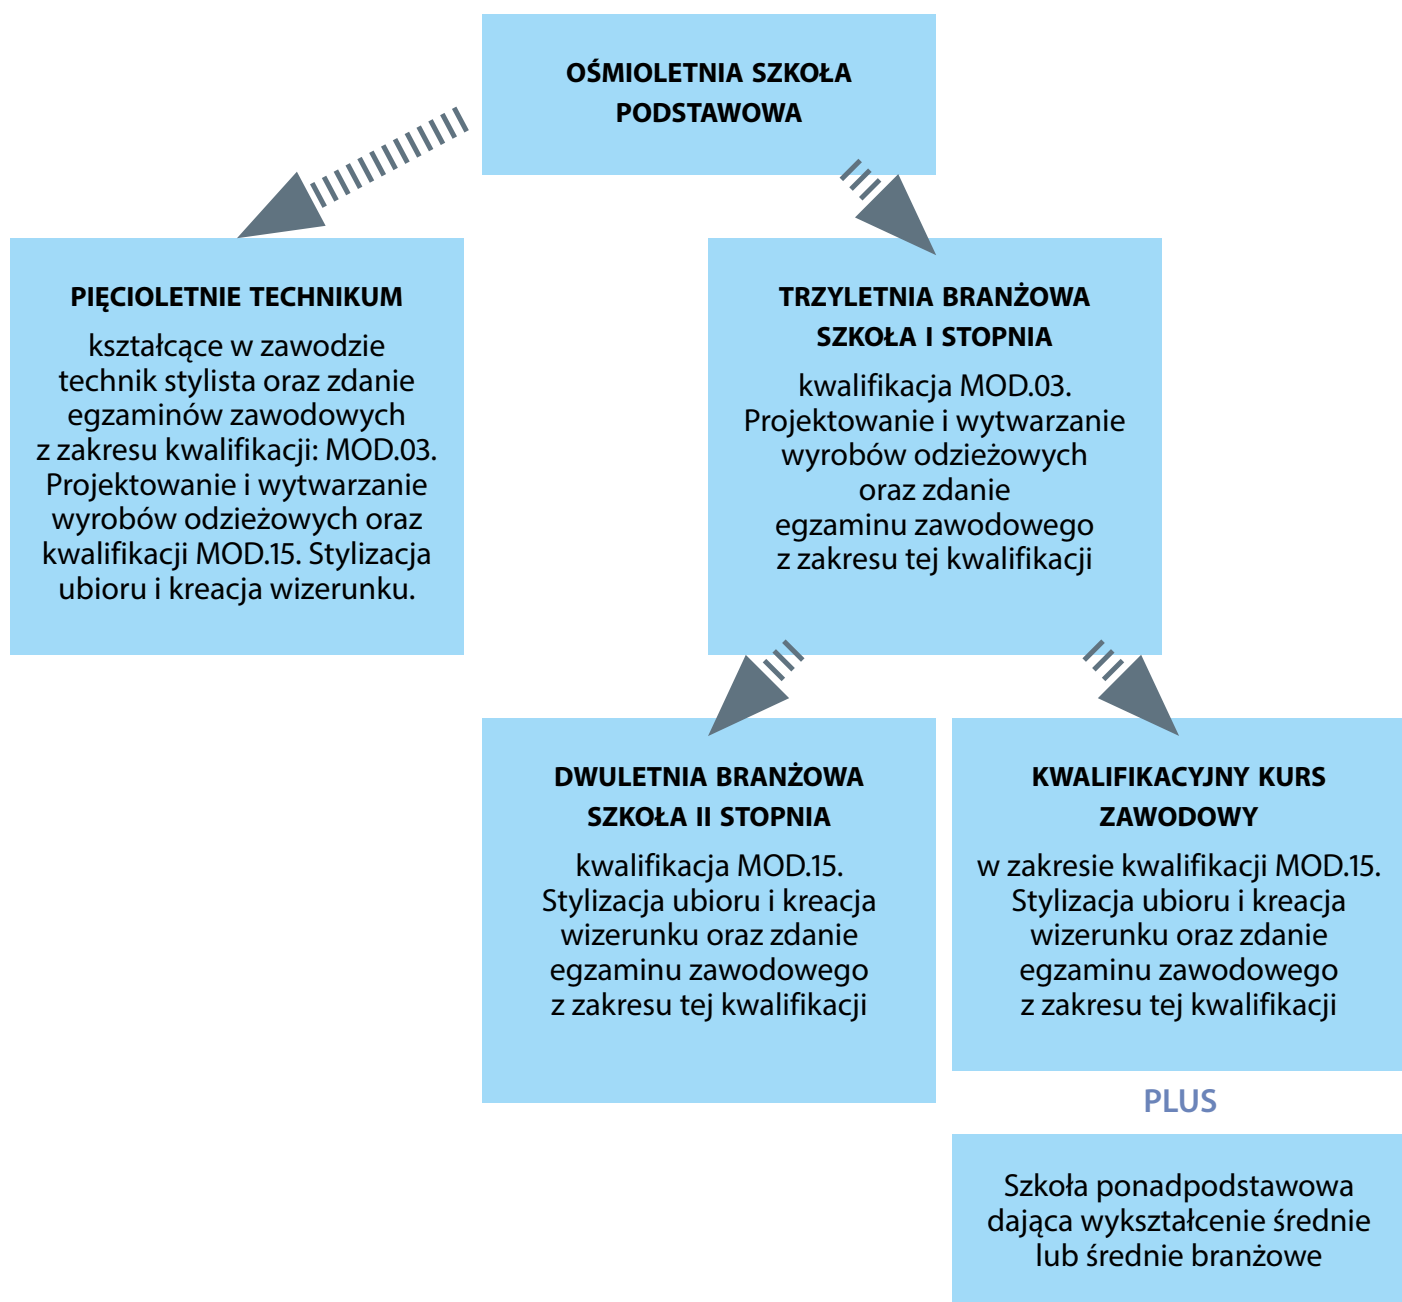 OŚMIOLETNIA SZKOŁA
PODSTAWOWA
PIĘCIOLETNIE TECHNIKUM
kształcące w zawodzie
technik stylista oraz zdanie
egzaminów zawodowych
z zakresu kwalifikacji: MOD.03.
Projektowanie i wytwarzanie
wyrobów odzieżowych oraz
kwalifikacji MOD.15. Stylizacja
ubioru i kreacja wizerunku.
TRZYLETNIA BRANŻOWA
SZKOŁA I STOPNIA
kwalifikacja MOD.03.
Projektowanie i wytwarzanie
wyrobów odzieżowych
oraz zdanie
egzaminu zawodowego
z zakresu tej kwalifikacji
DWULETNIA BRANŻOWA
SZKOŁA II STOPNIA
kwalifikacja MOD.15.
Stylizacja ubioru i kreacja
wizerunku oraz zdanie
egzaminu zawodowego
z zakresu tej kwalifikacji
KWALIFIKACYJNY KURS
ZAWODOWY
w zakresie kwalifikacji MOD.15.
Stylizacja ubioru i kreacja
wizerunku oraz zdanie
egzaminu zawodowego
z zakresu tej kwalifikacji
PLUS
Szkoła ponadpodstawowa
dająca wykształcenie średnie
lub średnie branżowe